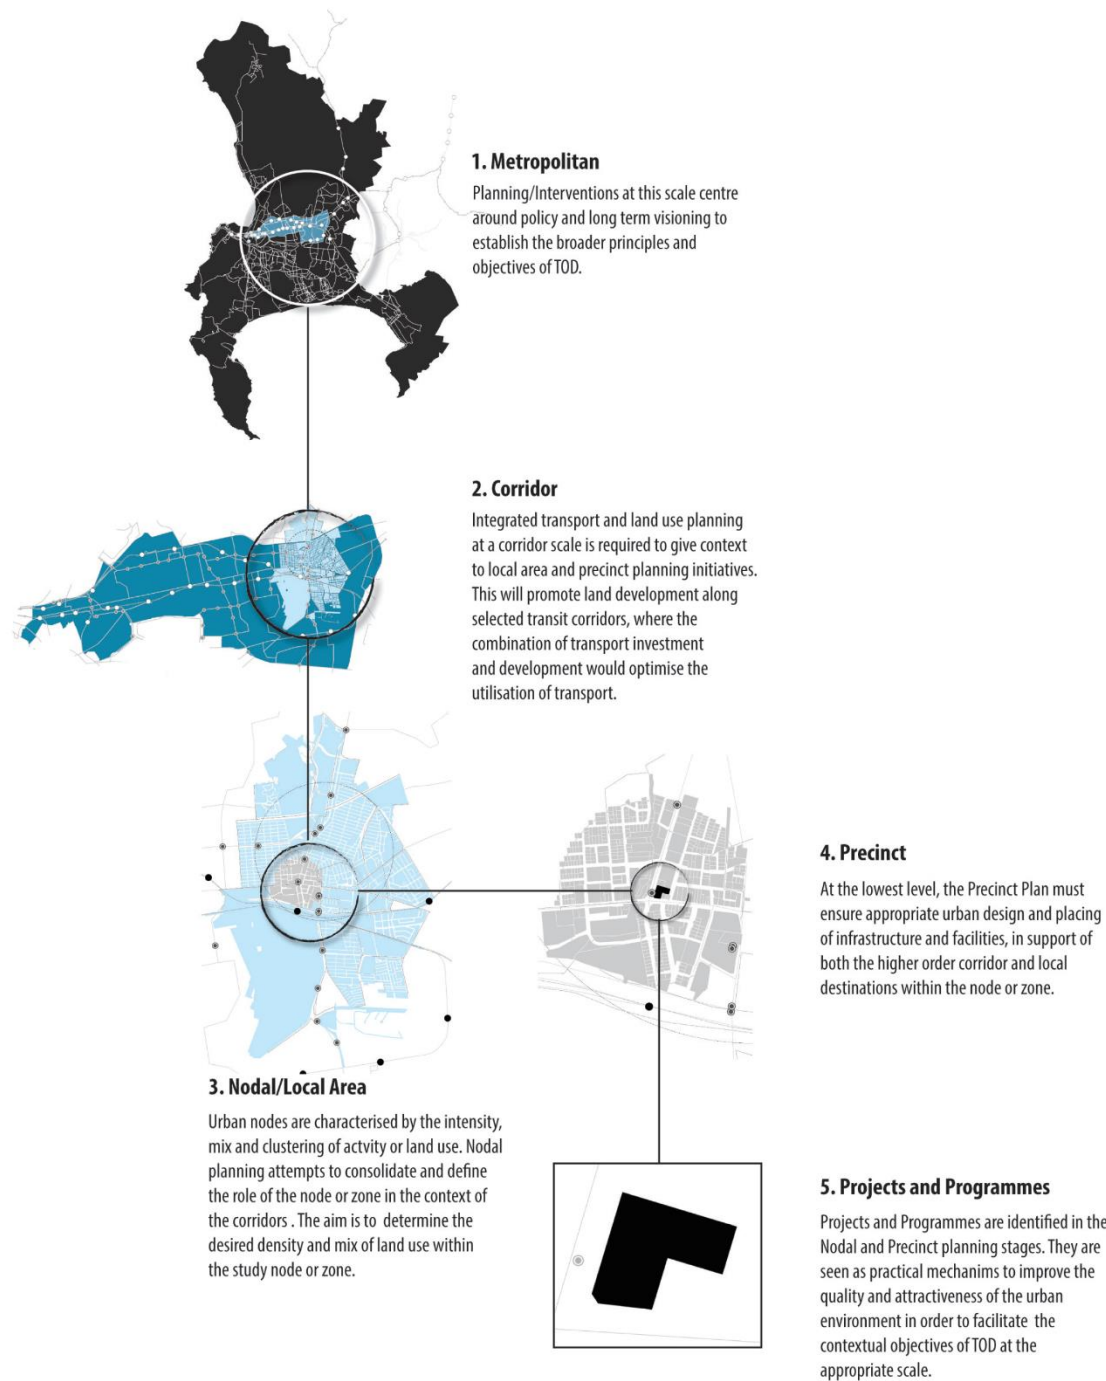 1. Metropolitan
Planning/Interventions at this scale centre
around policy and long term visioning to
establish the broader principles and
objectives of TOD.
2. Corridor
Integrated transport and land use planning
at a corridor scale is required to give context
to local area and precinct planning initiatives.
This will promote land development along
selected transit corridors, where the
combination of transport investment
and development would optimise the
utilisation of transport.
3. Nodal/Local Area
Urban nodes are characterised by the intensity,
mix and clustering of actvity or land use. Nodal
planning attempts to consolidate and define
the role of the node or zone in the context of
the corridors . The aim is to determine the
desired density and mix of land use within
the study node or zone.
4. Precinct
At the lowest level, the Precinct Plan must
ensure appropriate urban design and placing
of infrastructure and facilities, in support of
both the higher order corridor and local
destinations within the node or zone.
5. Projects and Programmes
Projects and Programmes are identified in the
Nodal and Precinct planning stages. They are
seen as practical mechanims to improve the
quality and attractiveness of the urban
environment in order to facilitate the
contextual objectives of TOD at the
appropriate scale.